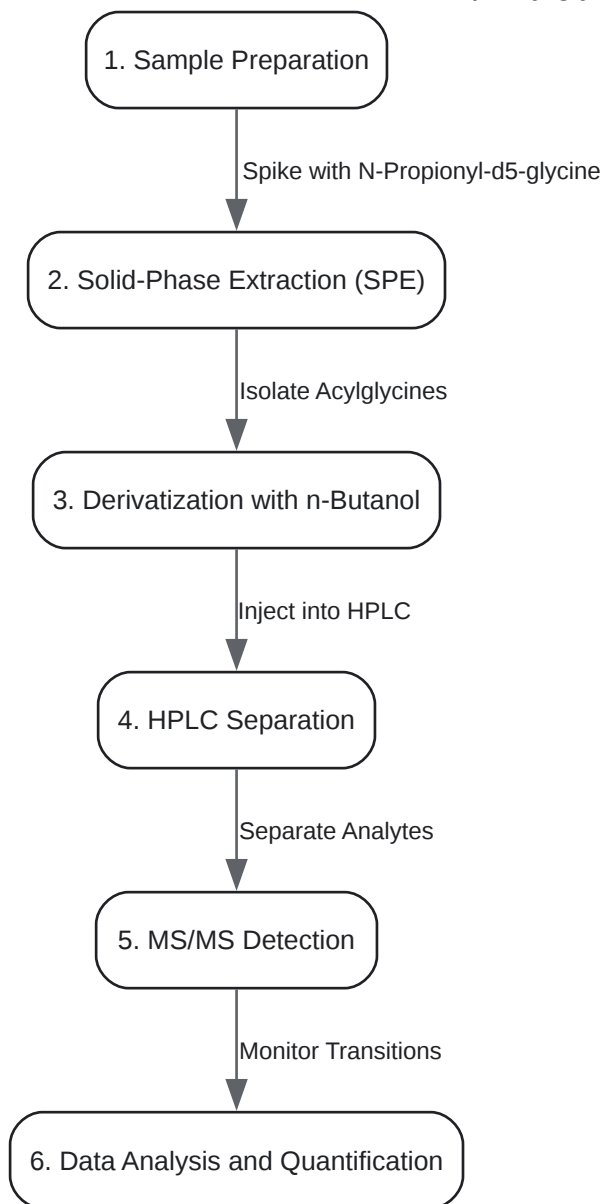 1. Sample Preparation
Spike with N-Propionyl-d5-glycine
2. Solid-Phase Extraction (SPE)
Isolate Acylglycines
3. Derivatization with n-Butanol
Inject into HPLC
4. HPLC Separation
Separate Analytes
5. MS/MS Detection
Monitor Transitions
6. Data Analysis and Quantification